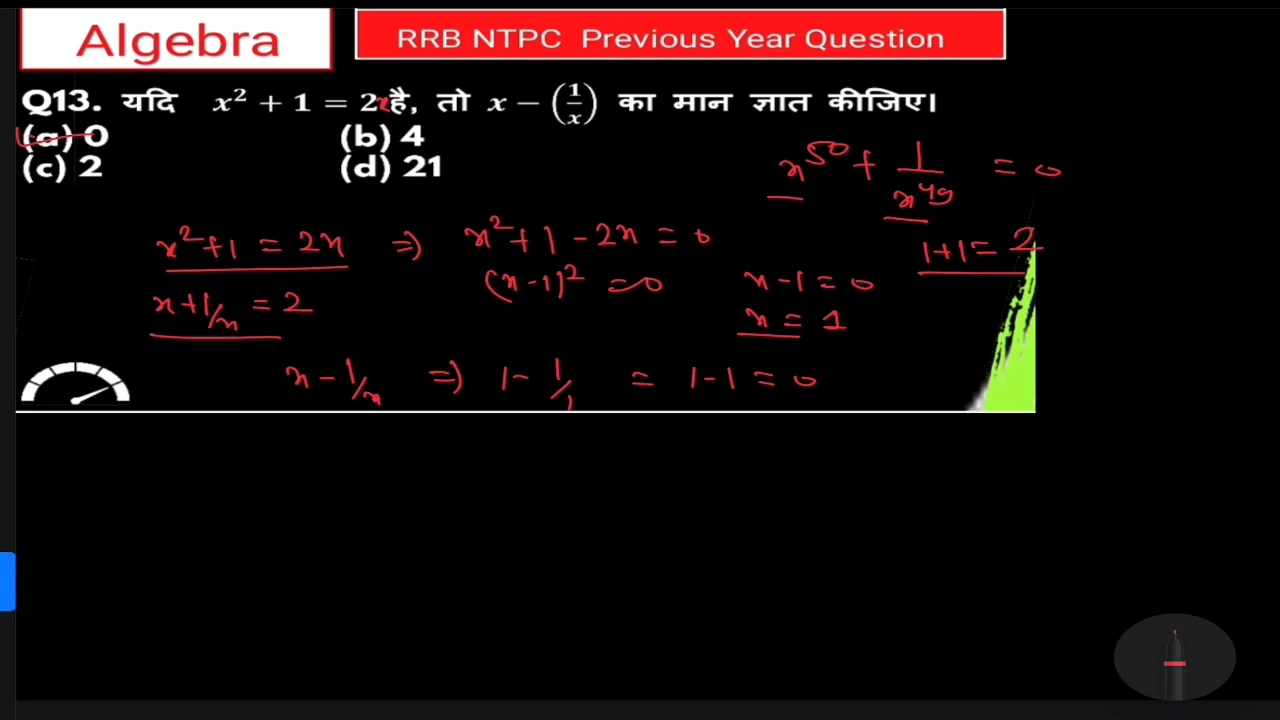 Algebra
RRB NTPC Previous Year Question
Q13. यदि x² + 1 = 2x है, तो x − (1/x) का मान ज्ञात कीजिए।
(a) 0 (b) 4
(c) 2 (d) 21
x⁵⁰ + 1/x⁴⁹ = 0
x²+1 = 2x ⇒ x²+1-2x = 0
1+1 = 2
(x-1)² = 0 x-1 = 0
x+1/x = 2 x = 1
x-1/x ⇒ 1-1/1 = 1-1 = 0